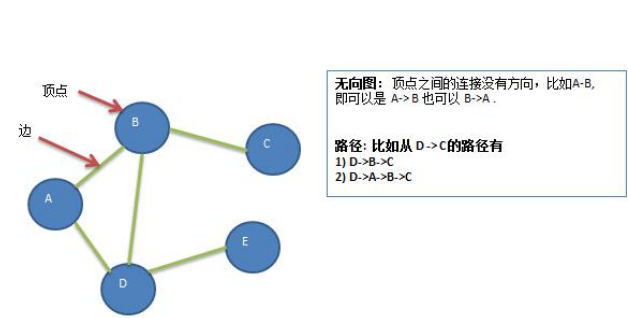 顶点
边
B
C
A
E
D
无向图：顶点之间的连接没有方向，比如A-B,
即可以是 A->B 也可以 B->A .
路径: 比如从 D ->C的路径有
1) D->B->C
2) D->A->B->C